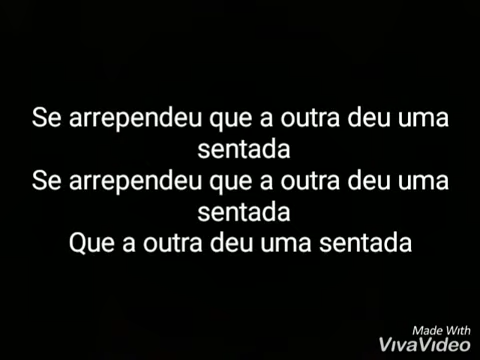 Se arrependeu que a outra deu uma
sentada
Se arrependeu que a outra deu uma
sentada
Que a outra deu uma sentada
Made With
VivaVideo